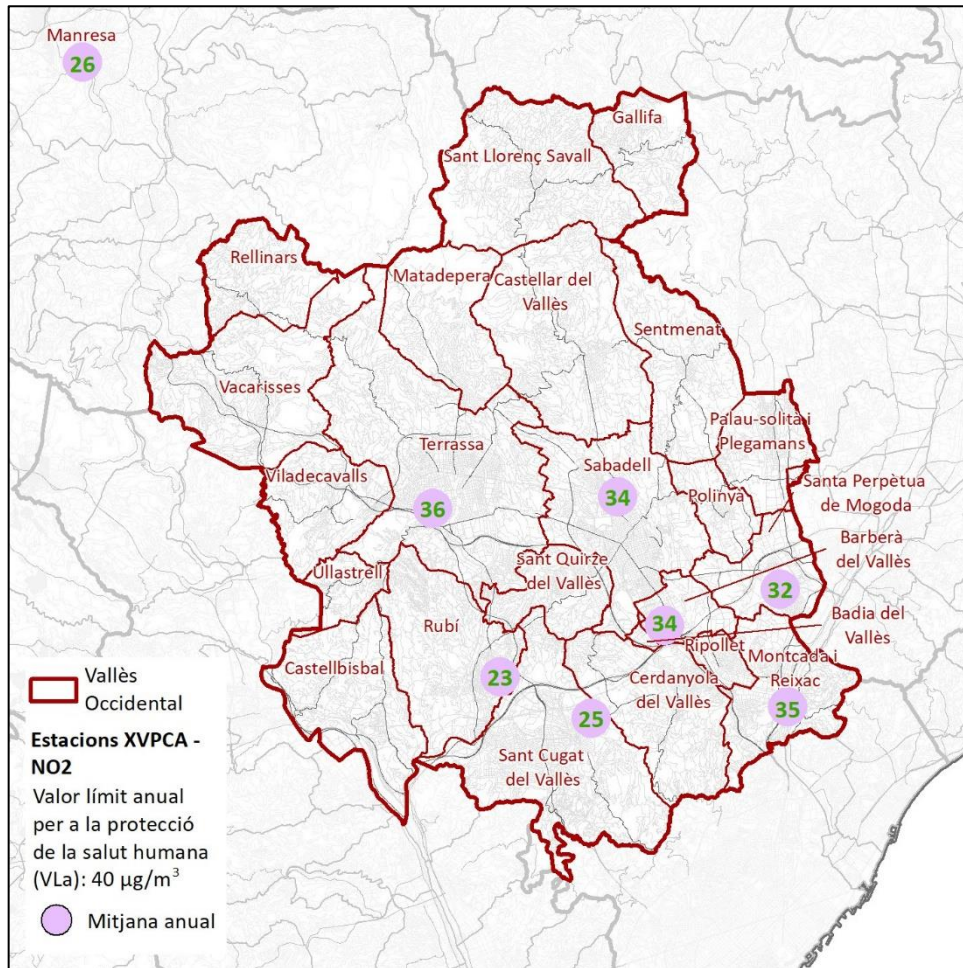 Manresa
26
Gallifa
Sant Llorenç Savall
Rellinars
Matadepera
Castellar del
Vallès
Sentmenat
Vacarisses
Palau-solità i
Plegamans
Terrassa
Sabadell
Viladecavalls
Polinyà
Santa Perpètua
de Mogoda
36
34
Barberà
del Vallès
Ullastrell
Sant Quirze
del Vallès
32
Badia del
Vallès
34
Rubí
Ripollet
Castellbisbal
Montcada i
Reixac
23
Cerdanyola
del Vallès
25
35
Sant Cugat
del Vallès
Vallès
Occidental
Estacions XVPCA -
NO2
Valor límit anual
per a la protecció
de la salut humana
(VLa): 40 µg/m³
Mitjana anual